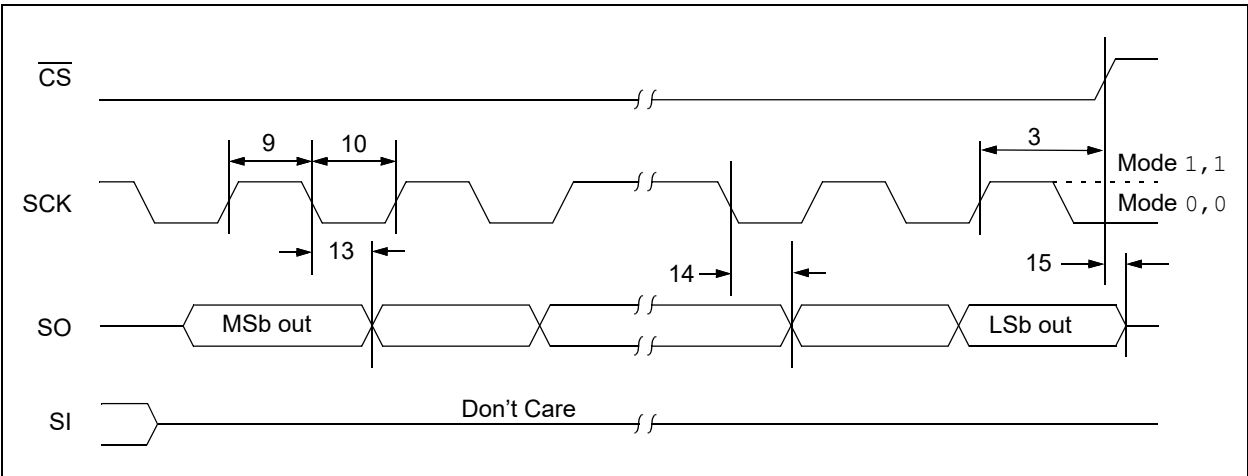 CS
9
10
3
Mode 1,1
SCK
Mode 0,0
13
14
15
SO
MSb out
LSb out
SI
Don't Care